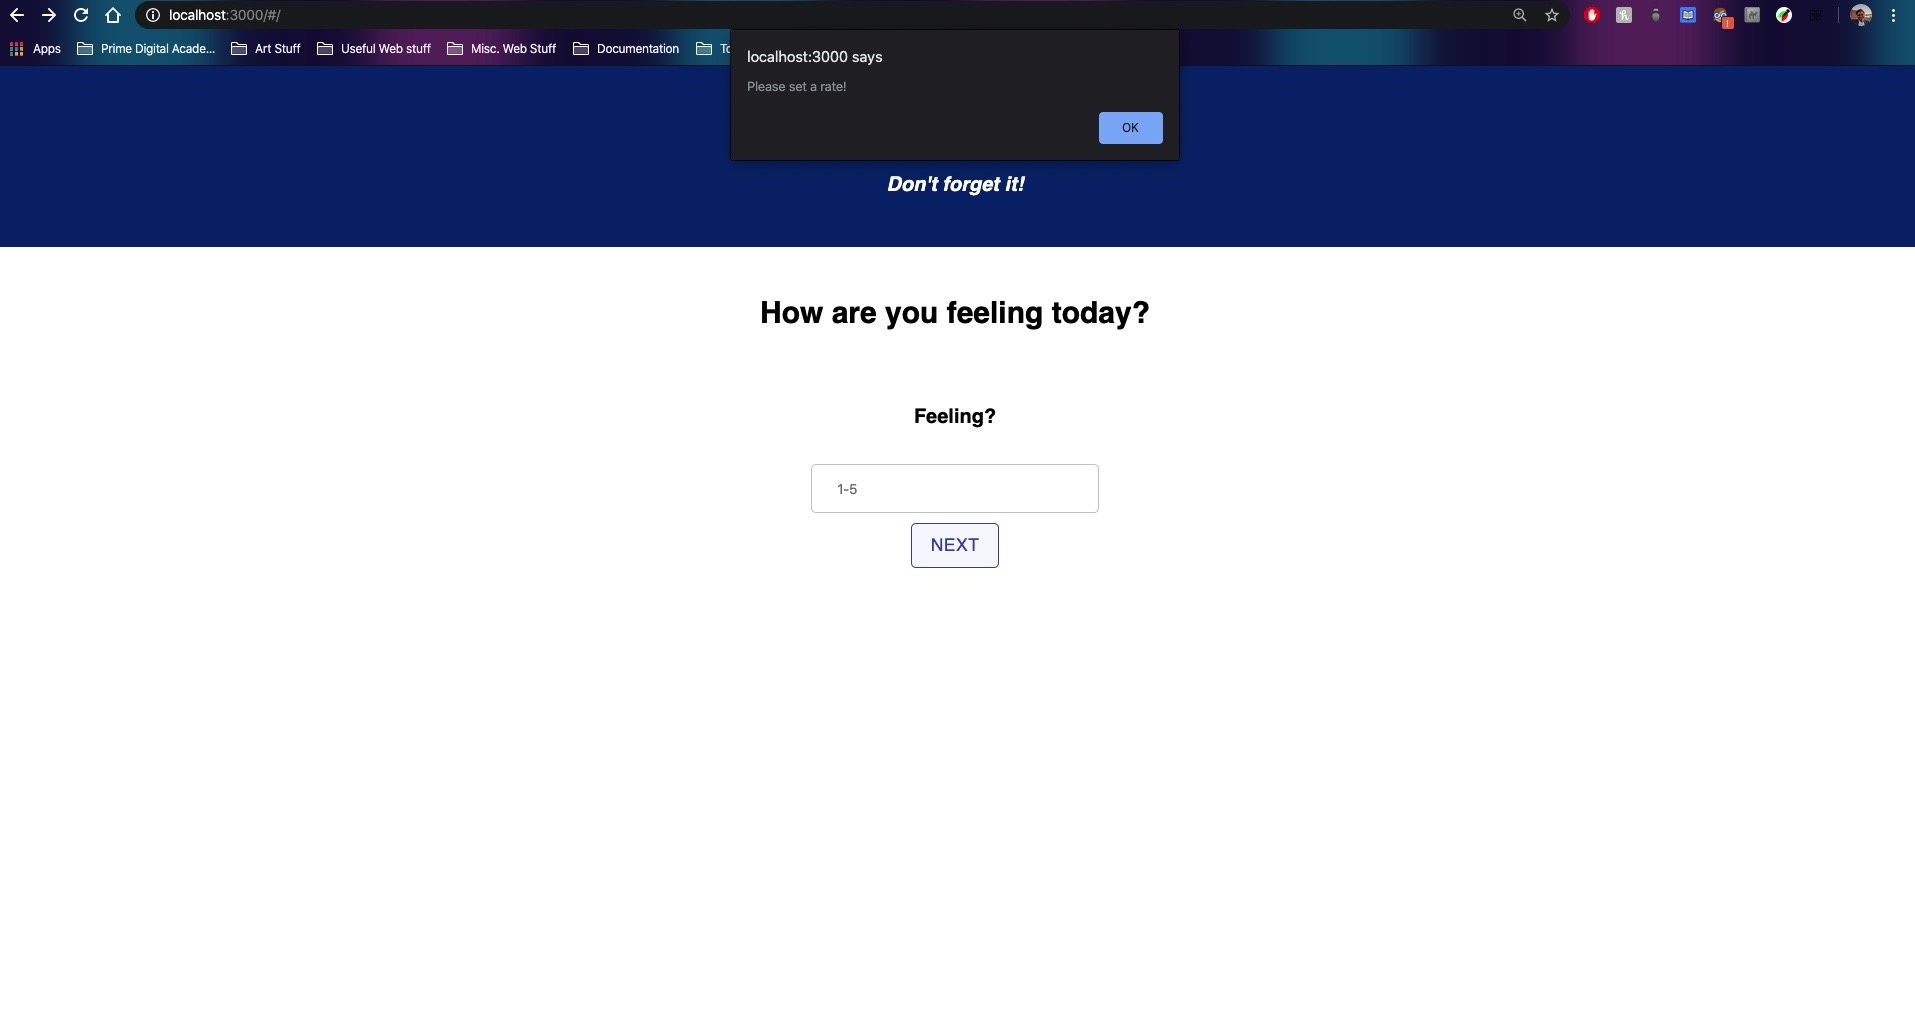 localhost:3000/#/
Apps Prime Digital Acade... Art Stuff Useful Web stuff Misc. Web Stuff Documentation
localhost:3000 says
Please set a rate!
OK
Don't forget it!
How are you feeling today?
Feeling?
1-5
NEXT